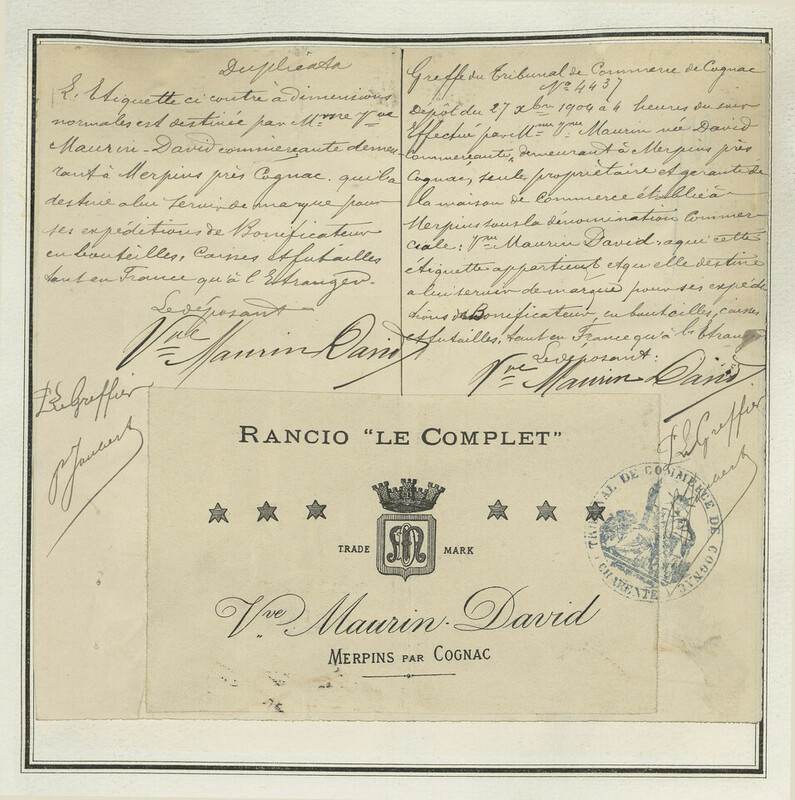 Duplicata
L'Etiquette ci contre à dimensions
normales est destinée par Mme Vve
Maurin-David commerçante demeu-
rant à Merpins près Cognac. qui la
destine a lui servir de marque pour
ses expéditions de Bonificateur
en bouteilles, Caisses et futailles
tant en France qu'à l'Etranger.
Le déposant
Vve Maurin David
Le Greffier
Greffe du Tribunal de Commerce de Cognac
No 4437
Dépôt du 27 Xbre 1904 à 4 heures du soir
Effectué par Mme Vve Maurin née David
Commerçante, demeurant à Merpins près
Cognac, seule propriétaire et gérante de
la maison de Commerce établie à
Merpins sous la dénomination Commer-
ciale: Vve Maurin David, a qui cette
étiquette appartient et qu'elle destine
a lui servir de marque pour ses expédi-
tions de Bonificateur, en bouteilles, caisses
et futailles, tant en France qu'à l'Etranger
Le déposant:
Vve Maurin David
Le Greffier
RANCIO "LE COMPLET"
TRADE MARK
Vve Maurin-David
MERPINS PAR COGNAC
TRIBUNAL DE COMMERCE DE COGNAC
CHARENTE